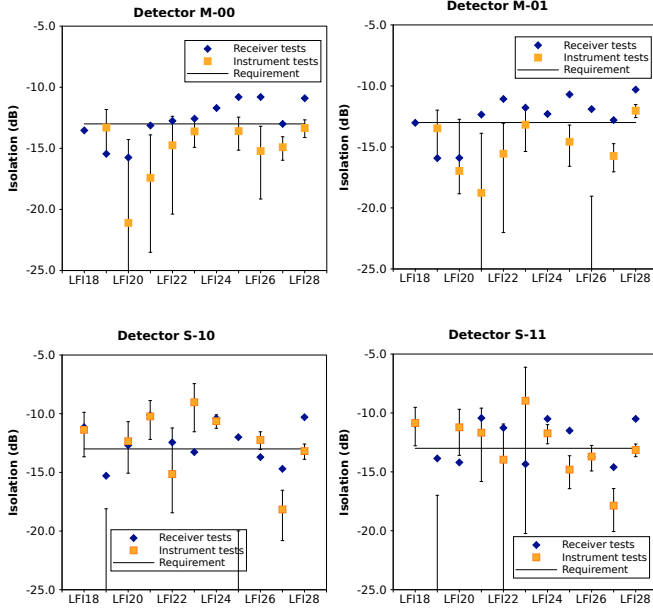 Detector M-00
-5.0
-10.0
-15.0
-20.0
-25.0
Isolation (dB)
Receiver tests
Instrument tests
Requirement
LFI18 LFI20 LFI22 LFI24 LFI26 LFI28
Detector M-01
-5.0
-10.0
-15.0
-20.0
-25.0
Isolation (dB)
Receiver tests
Instrument tests
Requirement
LFI18 LFI20 LFI22 LFI24 LFI26 LFI28
Detector S-10
-5.0
-10.0
-15.0
-20.0
-25.0
Isolation (dB)
Receiver tests
Instrument tests
Requirement
LFI18 LFI20 LFI22 LFI24 LFI26 LFI28
Detector S-11
-5.0
-10.0
-15.0
-20.0
-25.0
Isolation (dB)
Receiver tests
Instrument tests
Requirement
LFI18 LFI20 LFI22 LFI24 LFI26 LFI28